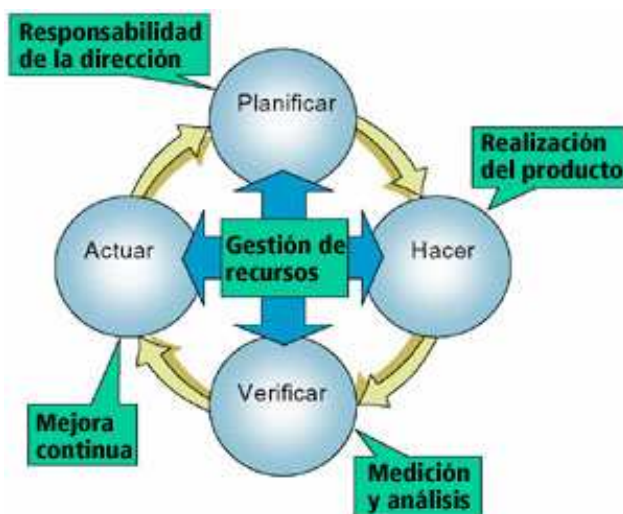 Responsabilidad
de la dirección
Planificar
Realización
del producto
Actuar
Gestión de
recursos
Hacer
Verificar
Mejora
continua
Medición
y análisis